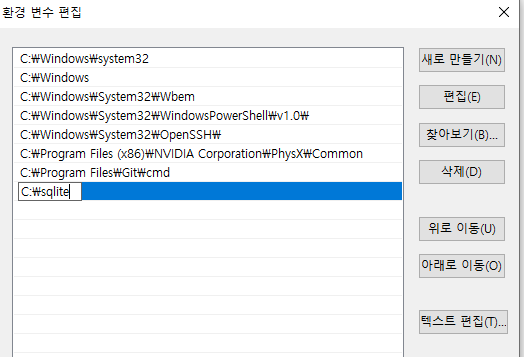 환경 변수 편집
C:₩Windows₩system32
C:₩Windows
C:₩Windows₩System32₩Wbem
C:₩Windows₩System32₩WindowsPowerShell₩v1.0₩
C:₩Windows₩System32₩OpenSSH₩
C:₩Program Files (x86)₩NVIDIA Corporation₩PhysX₩Common
C:₩Program Files₩Git₩cmd
C:₩sqlite
새로 만들기(N)
편집(E)
찾아보기(B)...
삭제(D)
위로 이동(U)
아래로 이동(O)
텍스트 편집(T)...